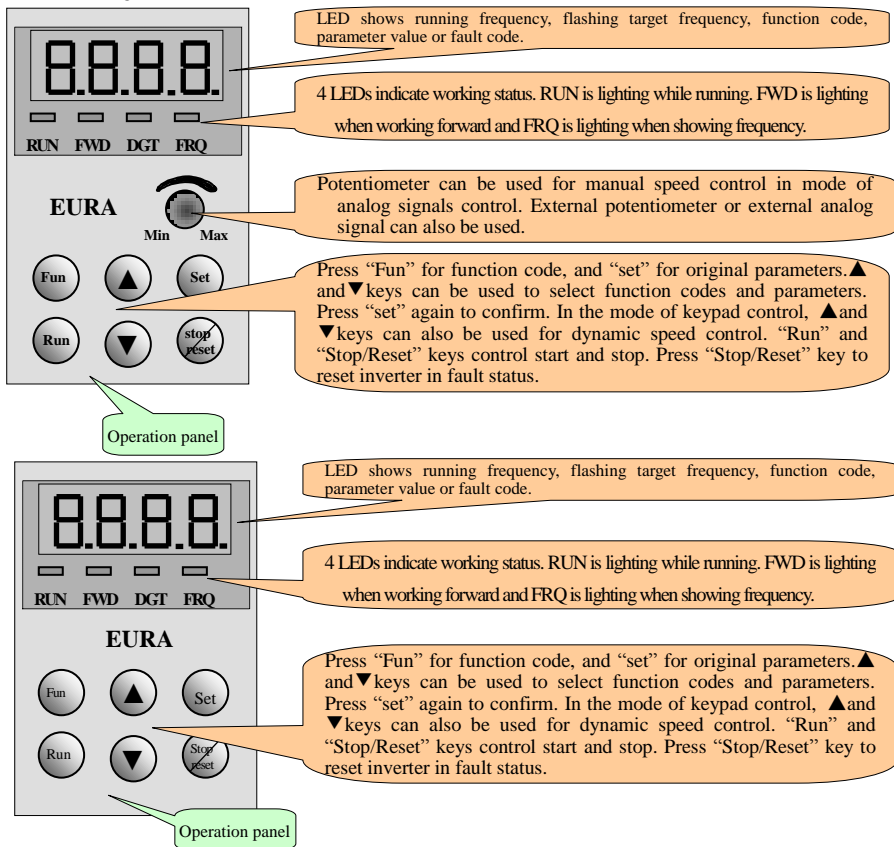 LED shows running frequency, flashing target frequency, function code,
parameter value or fault code.
8.8.8.8.
4 LEDs indicate working status. RUN is lighting while running. FWD is lighting
when working forward and FRQ is lighting when showing frequency.
RUN FWD DGT FRQ
Potentiometer can be used for manual speed control in mode of
analog signals control. External potentiometer or external analog
signal can also be used.
EURA
Min Max
Press “Fun” for function code, and “set” for original parameters.▲
and▼keys can be used to select function codes and parameters.
Press “set” again to confirm. In the mode of keypad control, ▲and
▼keys can also be used for dynamic speed control. “Run” and
“Stop/Reset” keys control start and stop. Press “Stop/Reset” key to
reset inverter in fault status.
Fun ▲ Set
Run ▼ stop
reset
Operation panel
LED shows running frequency, flashing target frequency, function code,
parameter value or fault code.
8.8.8.8.
4 LEDs indicate working status. RUN is lighting while running. FWD is lighting
when working forward and FRQ is lighting when showing frequency.
RUN FWD DGT FRQ
EURA
Press “Fun” for function code, and “set” for original parameters.▲
and▼keys can be used to select function codes and parameters.
Press “set” again to confirm. In the mode of keypad control, ▲and
▼keys can also be used for dynamic speed control. “Run” and
“Stop/Reset” keys control start and stop. Press “Stop/Reset” key to
reset inverter in fault status.
Fun ▲ Set
Run ▼ Stop
reset
Operation panel